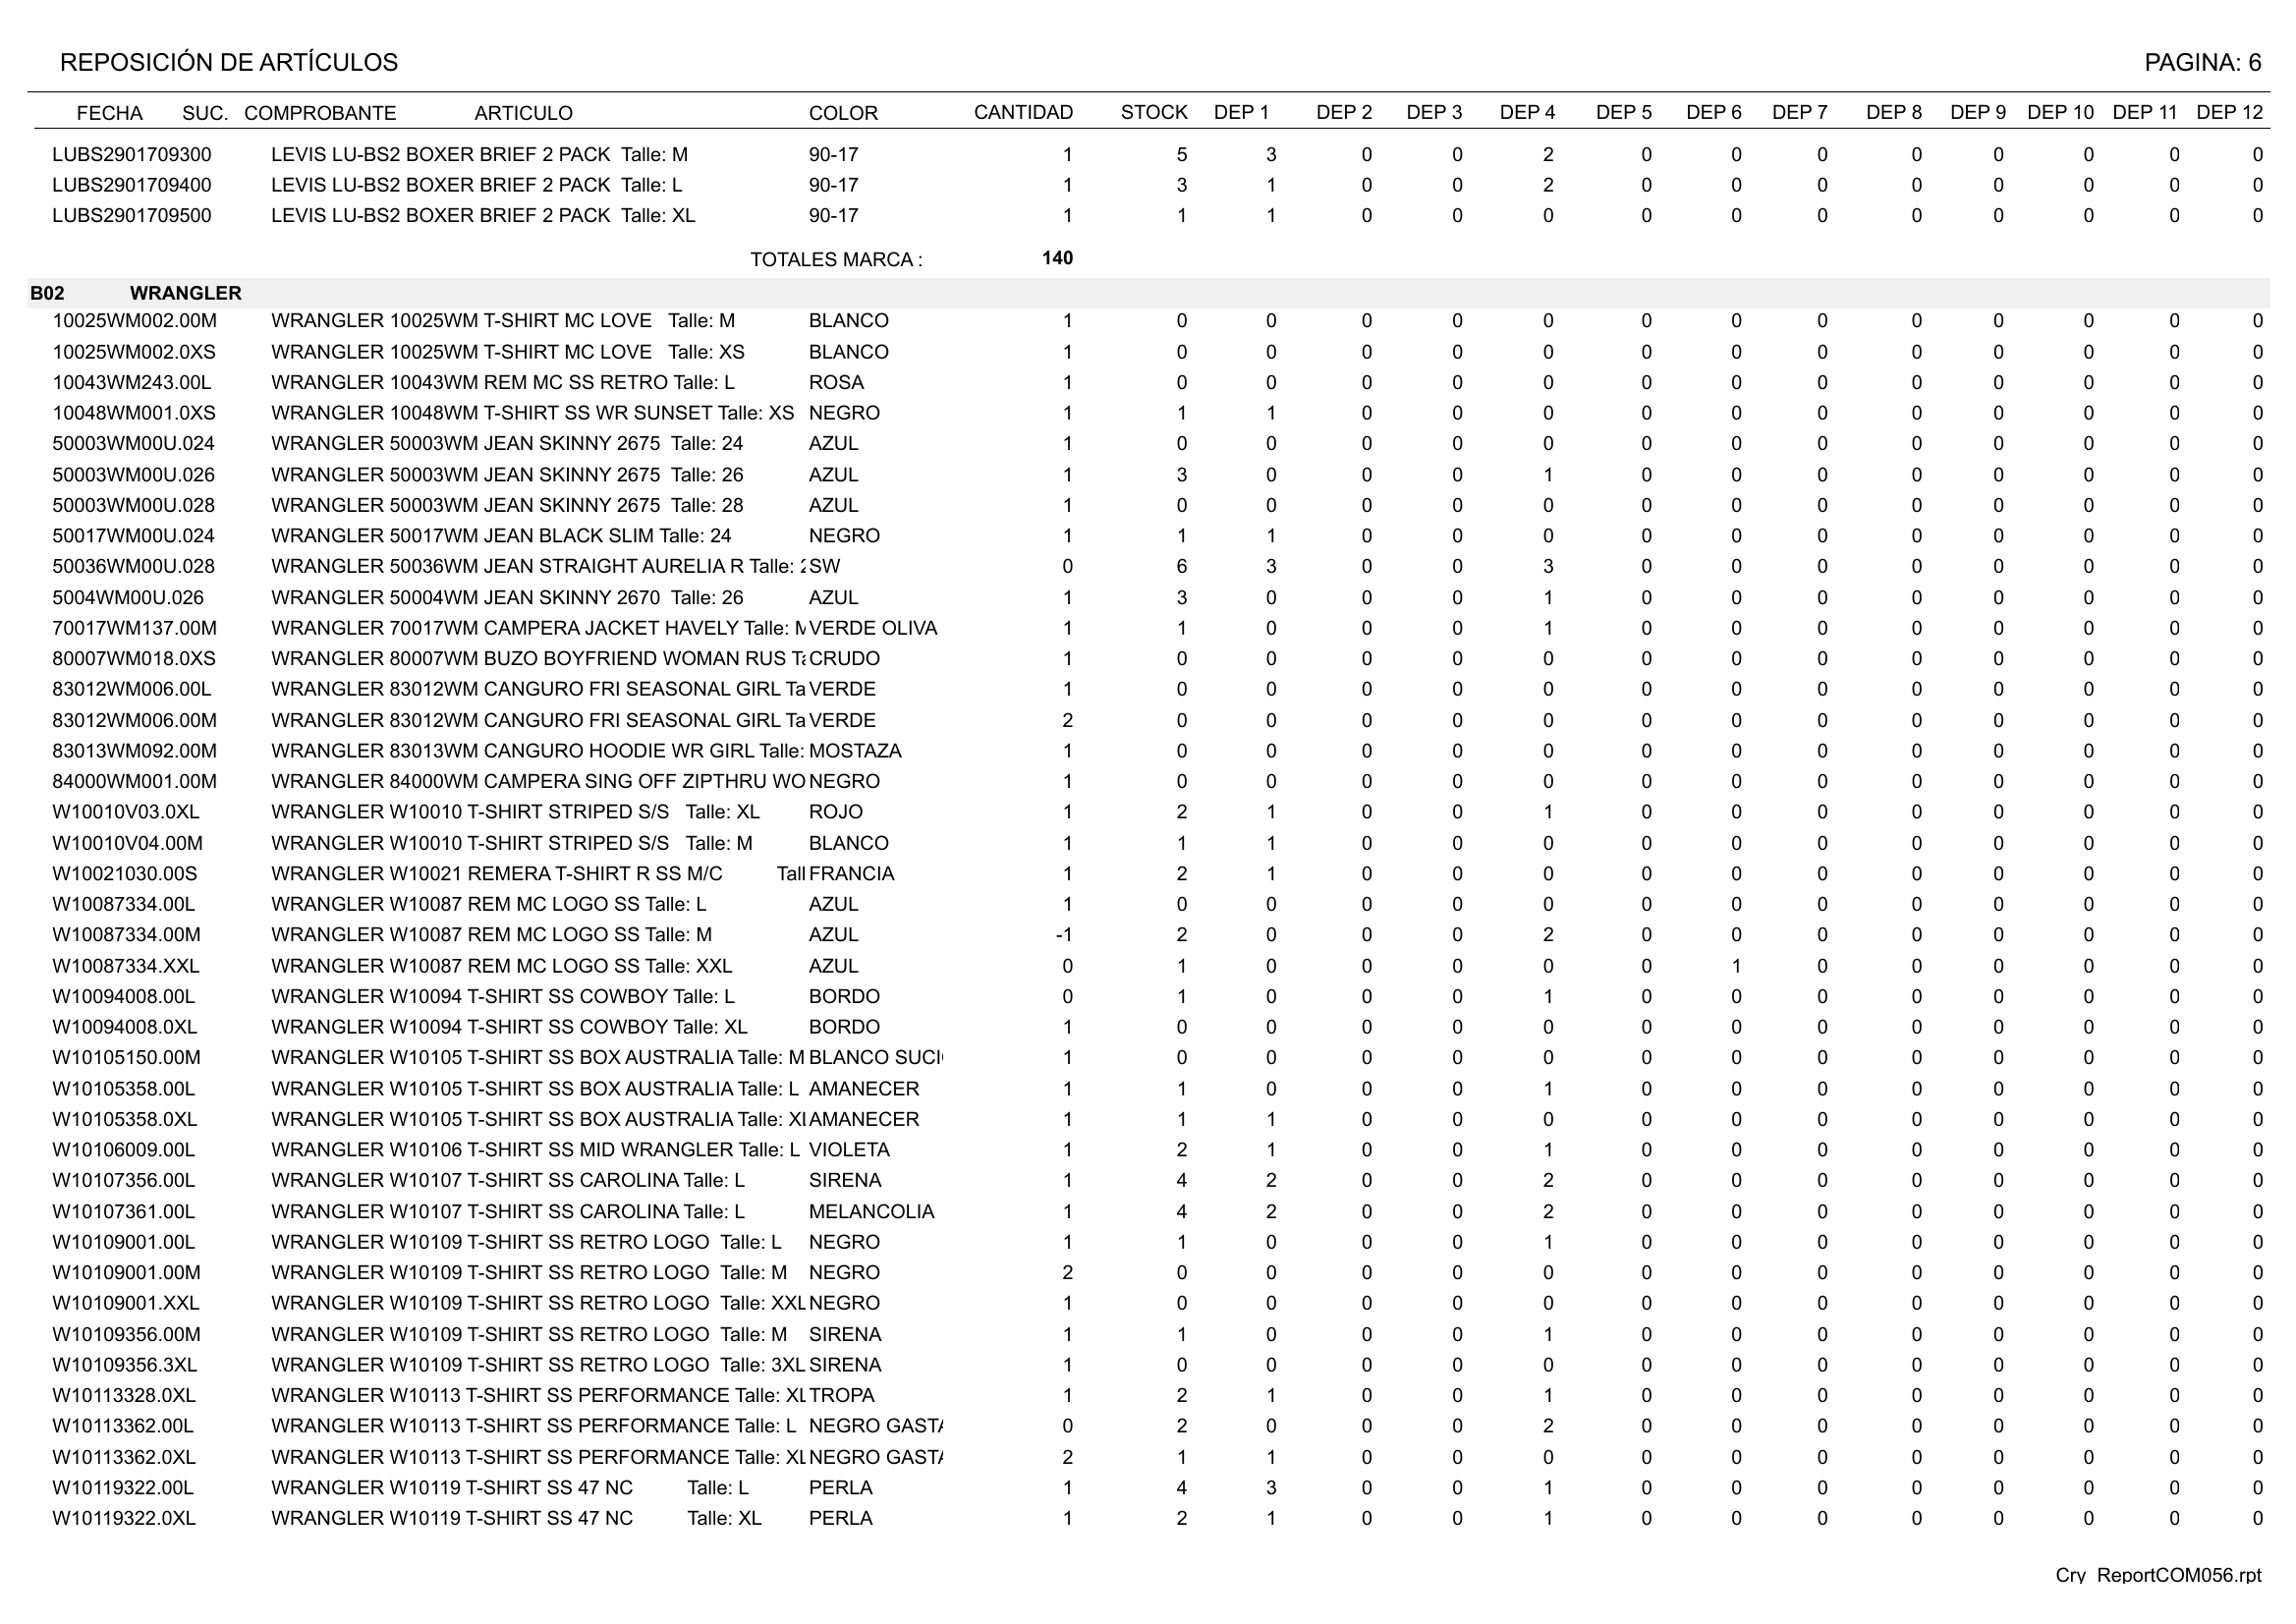 REPOSICIÓN DE ARTÍCULOS PAGINA: 6
FECHA SUC. COMPROBANTE ARTICULO COLOR CANTIDAD STOCK DEP 1 DEP 2 DEP 3 DEP 4 DEP 5 DEP 6 DEP 7 DEP 8 DEP 9 DEP 10 DEP 11 DEP 12
LUBS2901709300 LEVIS LU-BS2 BOXER BRIEF 2 PACK Talle: M 90-17 1 5 3 0 0 2 0 0 0 0 0 0 0 0
LUBS2901709400 LEVIS LU-BS2 BOXER BRIEF 2 PACK Talle: L 90-17 1 3 1 0 0 2 0 0 0 0 0 0 0 0
LUBS2901709500 LEVIS LU-BS2 BOXER BRIEF 2 PACK Talle: XL 90-17 1 1 1 0 0 0 0 0 0 0 0 0 0 0
TOTALES MARCA : 140
B02 WRANGLER
10025WM002.00M WRANGLER 10025WM T-SHIRT MC LOVE Talle: M BLANCO 1 0 0 0 0 0 0 0 0 0 0 0 0 0
10025WM002.0XS WRANGLER 10025WM T-SHIRT MC LOVE Talle: XS BLANCO 1 0 0 0 0 0 0 0 0 0 0 0 0 0
10043WM243.00L WRANGLER 10043WM REM MC SS RETRO Talle: L ROSA 1 0 0 0 0 0 0 0 0 0 0 0 0 0
10048WM001.0XS WRANGLER 10048WM T-SHIRT SS WR SUNSET Talle: XS NEGRO 1 1 1 0 0 0 0 0 0 0 0 0 0 0
50003WM00U.024 WRANGLER 50003WM JEAN SKINNY 2675 Talle: 24 AZUL 1 0 0 0 0 0 0 0 0 0 0 0 0 0
50003WM00U.026 WRANGLER 50003WM JEAN SKINNY 2675 Talle: 26 AZUL 1 3 0 0 0 1 0 0 0 0 0 0 0 0
50003WM00U.028 WRANGLER 50003WM JEAN SKINNY 2675 Talle: 28 AZUL 1 0 0 0 0 0 0 0 0 0 0 0 0 0
50017WM00U.024 WRANGLER 50017WM JEAN BLACK SLIM Talle: 24 NEGRO 1 1 1 0 0 0 0 0 0 0 0 0 0 0
50036WM00U.028 WRANGLER 50036WM JEAN STRAIGHT AURELIA R Talle: SW 0 6 3 0 0 3 0 0 0 0 0 0 0 0
5004WM00U.026 WRANGLER 50004WM JEAN SKINNY 2670 Talle: 26 AZUL 1 3 0 0 0 1 0 0 0 0 0 0 0 0
70017WM137.00M WRANGLER 70017WM CAMPERA JACKET HAVELY Talle: VERDE OLIVA 1 1 0 0 0 1 0 0 0 0 0 0 0 0
80007WM018.0XS WRANGLER 80007WM BUZO BOYFRIEND WOMAN RUS CRUDO 1 0 0 0 0 0 0 0 0 0 0 0 0 0
83012WM006.00L WRANGLER 83012WM CANGURO FRI SEASONAL GIRL Ta VERDE 1 0 0 0 0 0 0 0 0 0 0 0 0 0
83012WM006.00M WRANGLER 83012WM CANGURO FRI SEASONAL GIRL Ta VERDE 2 0 0 0 0 0 0 0 0 0 0 0 0 0
83013WM092.00M WRANGLER 83013WM CANGURO HOODIE WR GIRL Talle: MOSTAZA 1 0 0 0 0 0 0 0 0 0 0 0 0 0
84000WM001.00M WRANGLER 84000WM CAMPERA SING OFF ZIPTHRU WO NEGRO 1 0 0 0 0 0 0 0 0 0 0 0 0 0
W10010V03.0XL WRANGLER W10010 T-SHIRT STRIPED S/S Talle: XL ROJO 1 2 1 0 0 1 0 0 0 0 0 0 0 0
W10010V04.00M WRANGLER W10010 T-SHIRT STRIPED S/S Talle: M BLANCO 1 1 1 0 0 0 0 0 0 0 0 0 0 0
W10021030.00S WRANGLER W10021 REMERA T-SHIRT R SS M/C Tall FRANCIA 1 2 1 0 0 0 0 0 0 0 0 0 0 0
W10087334.00L WRANGLER W10087 REM MC LOGO SS Talle: L AZUL 1 0 0 0 0 0 0 0 0 0 0 0 0 0
W10087334.00M WRANGLER W10087 REM MC LOGO SS Talle: M AZUL -1 2 0 0 0 2 0 0 0 0 0 0 0 0
W10087334.XXL WRANGLER W10087 REM MC LOGO SS Talle: XXL AZUL 0 1 0 0 0 0 0 1 0 0 0 0 0 0
W10094008.00L WRANGLER W10094 T-SHIRT SS COWBOY Talle: L BORDO 0 1 0 0 0 1 0 0 0 0 0 0 0 0
W10094008.0XL WRANGLER W10094 T-SHIRT SS COWBOY Talle: XL BORDO 1 0 0 0 0 0 0 0 0 0 0 0 0 0
W10105150.00M WRANGLER W10105 T-SHIRT SS BOX AUSTRALIA Talle: M BLANCO SUCI 1 0 0 0 0 0 0 0 0 0 0 0 0 0
W10105358.00L WRANGLER W10105 T-SHIRT SS BOX AUSTRALIA Talle: L AMANECER 1 1 0 0 0 1 0 0 0 0 0 0 0 0
W10105358.0XL WRANGLER W10105 T-SHIRT SS BOX AUSTRALIA Talle: XL AMANECER 1 1 1 0 0 0 0 0 0 0 0 0 0 0
W10106009.00L WRANGLER W10106 T-SHIRT SS MID WRANGLER Talle: L VIOLETA 1 2 1 0 0 1 0 0 0 0 0 0 0 0
W10107356.00L WRANGLER W10107 T-SHIRT SS CAROLINA Talle: L SIRENA 1 4 2 0 0 2 0 0 0 0 0 0 0 0
W10107361.00L WRANGLER W10107 T-SHIRT SS CAROLINA Talle: L MELANCOLIA 1 4 2 0 0 2 0 0 0 0 0 0 0 0
W10109001.00L WRANGLER W10109 T-SHIRT SS RETRO LOGO Talle: L NEGRO 1 1 0 0 0 1 0 0 0 0 0 0 0 0
W10109001.00M WRANGLER W10109 T-SHIRT SS RETRO LOGO Talle: M NEGRO 2 0 0 0 0 0 0 0 0 0 0 0 0 0
W10109001.XXL WRANGLER W10109 T-SHIRT SS RETRO LOGO Talle: XXL NEGRO 1 0 0 0 0 0 0 0 0 0 0 0 0 0
W10109356.00M WRANGLER W10109 T-SHIRT SS RETRO LOGO Talle: M SIRENA 1 1 0 0 0 1 0 0 0 0 0 0 0 0
W10109356.3XL WRANGLER W10109 T-SHIRT SS RETRO LOGO Talle: 3XL SIRENA 1 0 0 0 0 0 0 0 0 0 0 0 0 0
W10113328.0XL WRANGLER W10113 T-SHIRT SS PERFORMANCE Talle: XL TROPA 1 2 1 0 0 1 0 0 0 0 0 0 0 0
W10113362.00L WRANGLER W10113 T-SHIRT SS PERFORMANCE Talle: L NEGRO GASTA 0 2 0 0 0 2 0 0 0 0 0 0 0 0
W10113362.0XL WRANGLER W10113 T-SHIRT SS PERFORMANCE Talle: XL NEGRO GASTA 2 1 1 0 0 0 0 0 0 0 0 0 0 0
W10119322.00L WRANGLER W10119 T-SHIRT SS 47 NC Talle: L PERLA 1 4 3 0 0 1 0 0 0 0 0 0 0 0
W10119322.0XL WRANGLER W10119 T-SHIRT SS 47 NC Talle: XL PERLA 1 2 1 0 0 1 0 0 0 0 0 0 0 0
Cry_ReportCOM056.rpt